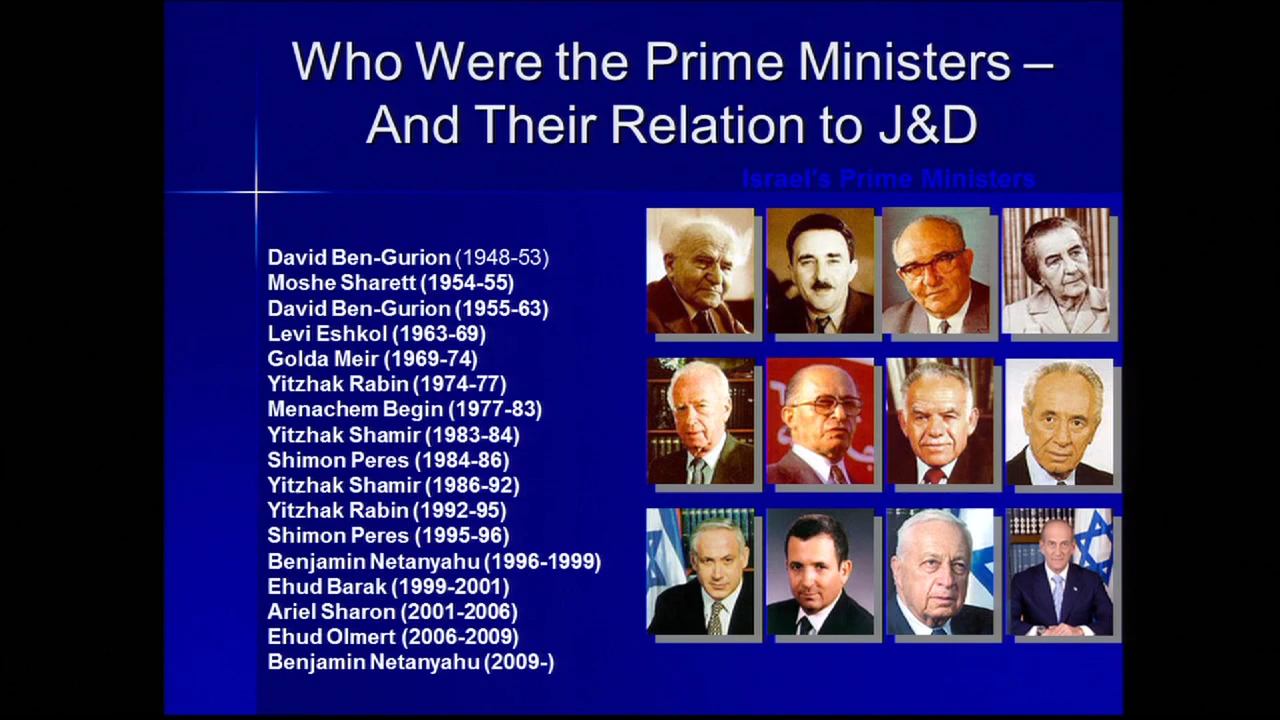 Who Were the Prime Ministers –
And Their Relation to J&D
Israel's Prime Ministers
David Ben-Gurion (1948-53)
Moshe Sharett (1954-55)
David Ben-Gurion (1955-63)
Levi Eshkol (1963-69)
Golda Meir (1969-74)
Yitzhak Rabin (1974-77)
Menachem Begin (1977-83)
Yitzhak Shamir (1983-84)
Shimon Peres (1984-86)
Yitzhak Shamir (1986-92)
Yitzhak Rabin (1992-95)
Shimon Peres (1995-96)
Benjamin Netanyahu (1996-1999)
Ehud Barak (1999-2001)
Ariel Sharon (2001-2006)
Ehud Olmert (2006-2009)
Benjamin Netanyahu (2009-)